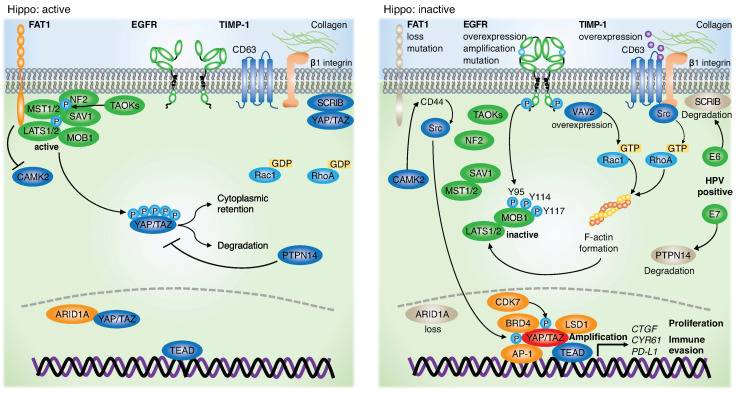 Hippo: active
FAT1
EGFR
TIMP-1
Collagen
CD63
β1 integrin
NF2
MST1/2
P
TAOKs
SAV1
P
LATS1/2
MOB1
active
SCRIB
YAP/TAZ
CAMK2
GDP
Rac1
GDP
RhoA
P P P P P
YAP/TAZ
Cytoplasmic
retention
Degradation
PTPN14
ARID1A
YAP/TAZ
TEAD
Hippo: inactive
FAT1
loss
mutation
EGFR
overexpression
amplification
mutation
TIMP-1
overexpression
Collagen
CD63
β1 integrin
P P
CD44
Src
TAOKs
NF2
VAV2
overexpression
Src
SCRIB
Degradation
GTP
Rac1
GTP
RhoA
E6
HPV
positive
E7
CAMK2
SAV1
MST1/2
Y95
P
P
Y114
P
Y117
MOB1
LATS1/2
inactive
F-actin
formation
PTPN14
Degradation
ARID1A
loss
CDK7
BRD4
P
LSD1
P
YAP/TAZ
Amplification
AP-1
TEAD
CTGF
CYR61
PD-L1
Proliferation
Immune
evasion